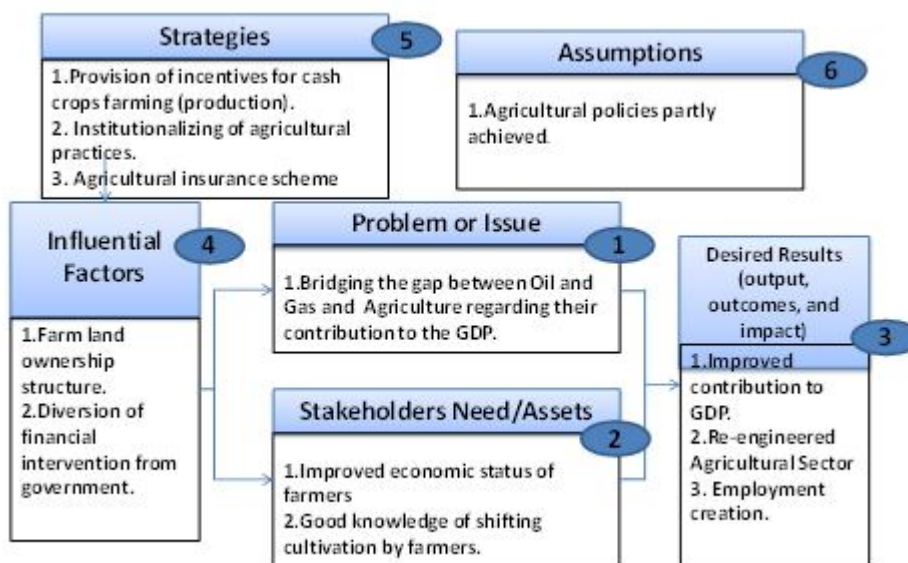 Strategies
5
1.Provision of incentives for cash
crops farming (production).
2. Institutionalizing of agricultural
practices.
3. Agricultural insurance scheme
Assumptions
6
1.Agricultural policies partly
achieved.
Influential
Factors
4
1.Farm land
ownership
structure.
2.Diversion of
financial
intervention from
government.
Problem or Issue
1
1.Bridging the gap between Oil and
Gas and Agriculture regarding their
contribution to the GDP.
Stakeholders Need/Assets
2
1.Improved economic status of
farmers
2.Good knowledge of shifting
cultivation by farmers.
Desired Results
(output,
outcomes, and
impact)
3
1.Improved
contribution to
GDP.
2.Re-engineered
Agricultural Sector
3. Employment
creation.